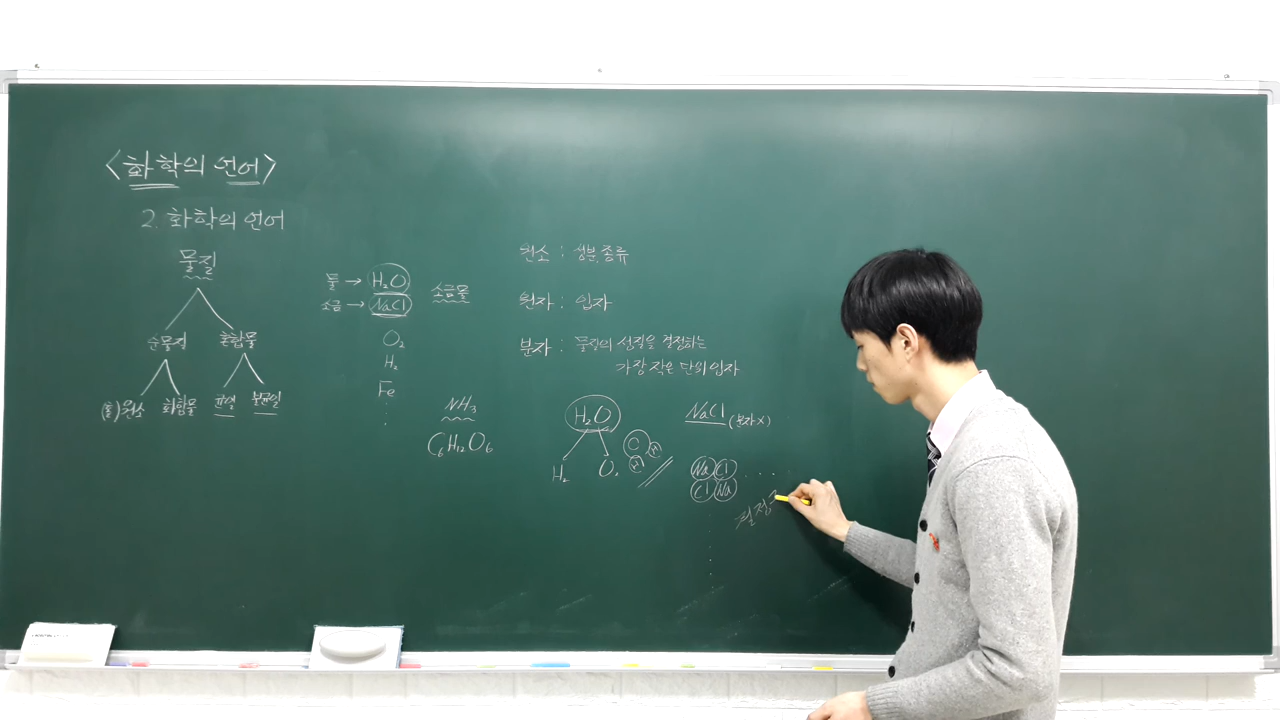 <화학의 언어>
2. 화학의 언어
물질
순물질 혼합물
(홑)원소 화합물 균일 불균일
물 → H₂O
소금 → NaCl
소금물
O₂
H₂
Fe
NH₃
C₆H₁₂O₆
원소 : 성분, 종류
원자 : 입자
분자 : 물질의 성질을 결정하는
가장 작은 단위 입자
H₂O
H₂ O₂
O H
H
NaCl (분자 X)
Na Cl ....
Cl Na
결정